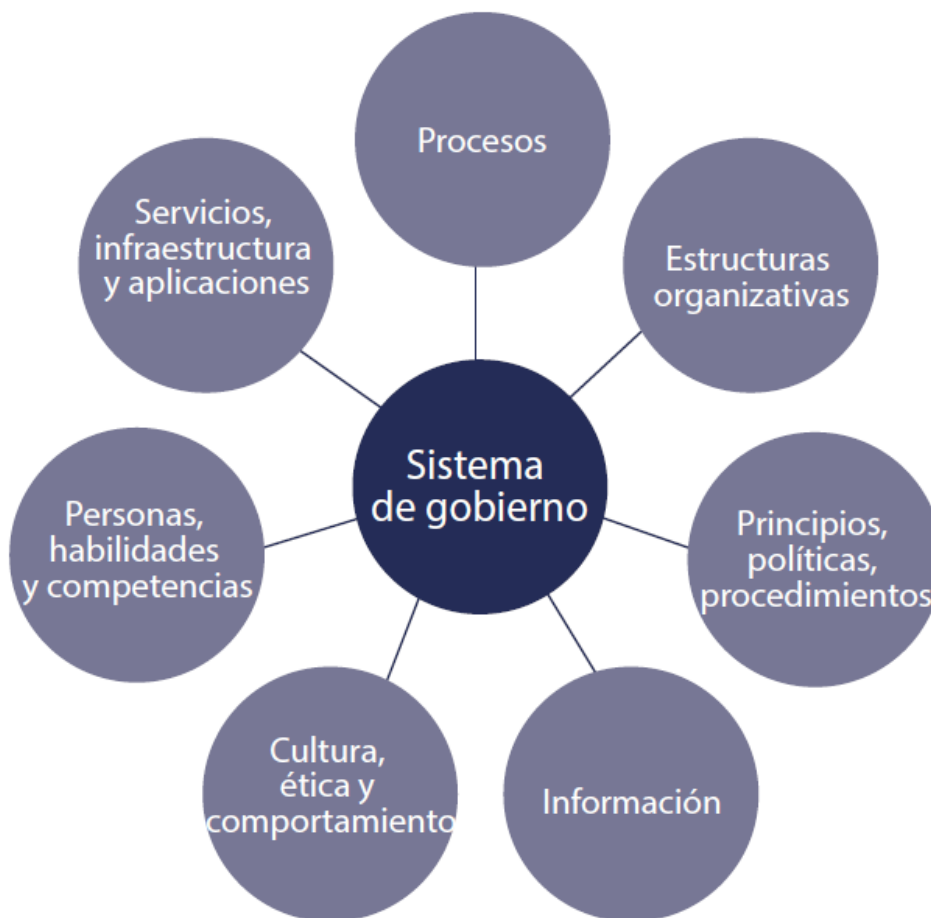 Procesos
Servicios,
infraestructura
y aplicaciones
Estructuras
organizativas
Sistema
de gobierno
Personas,
habilidades
y competencias
Principios,
políticas,
procedimientos
Cultura,
ética y
comportamiento
Información